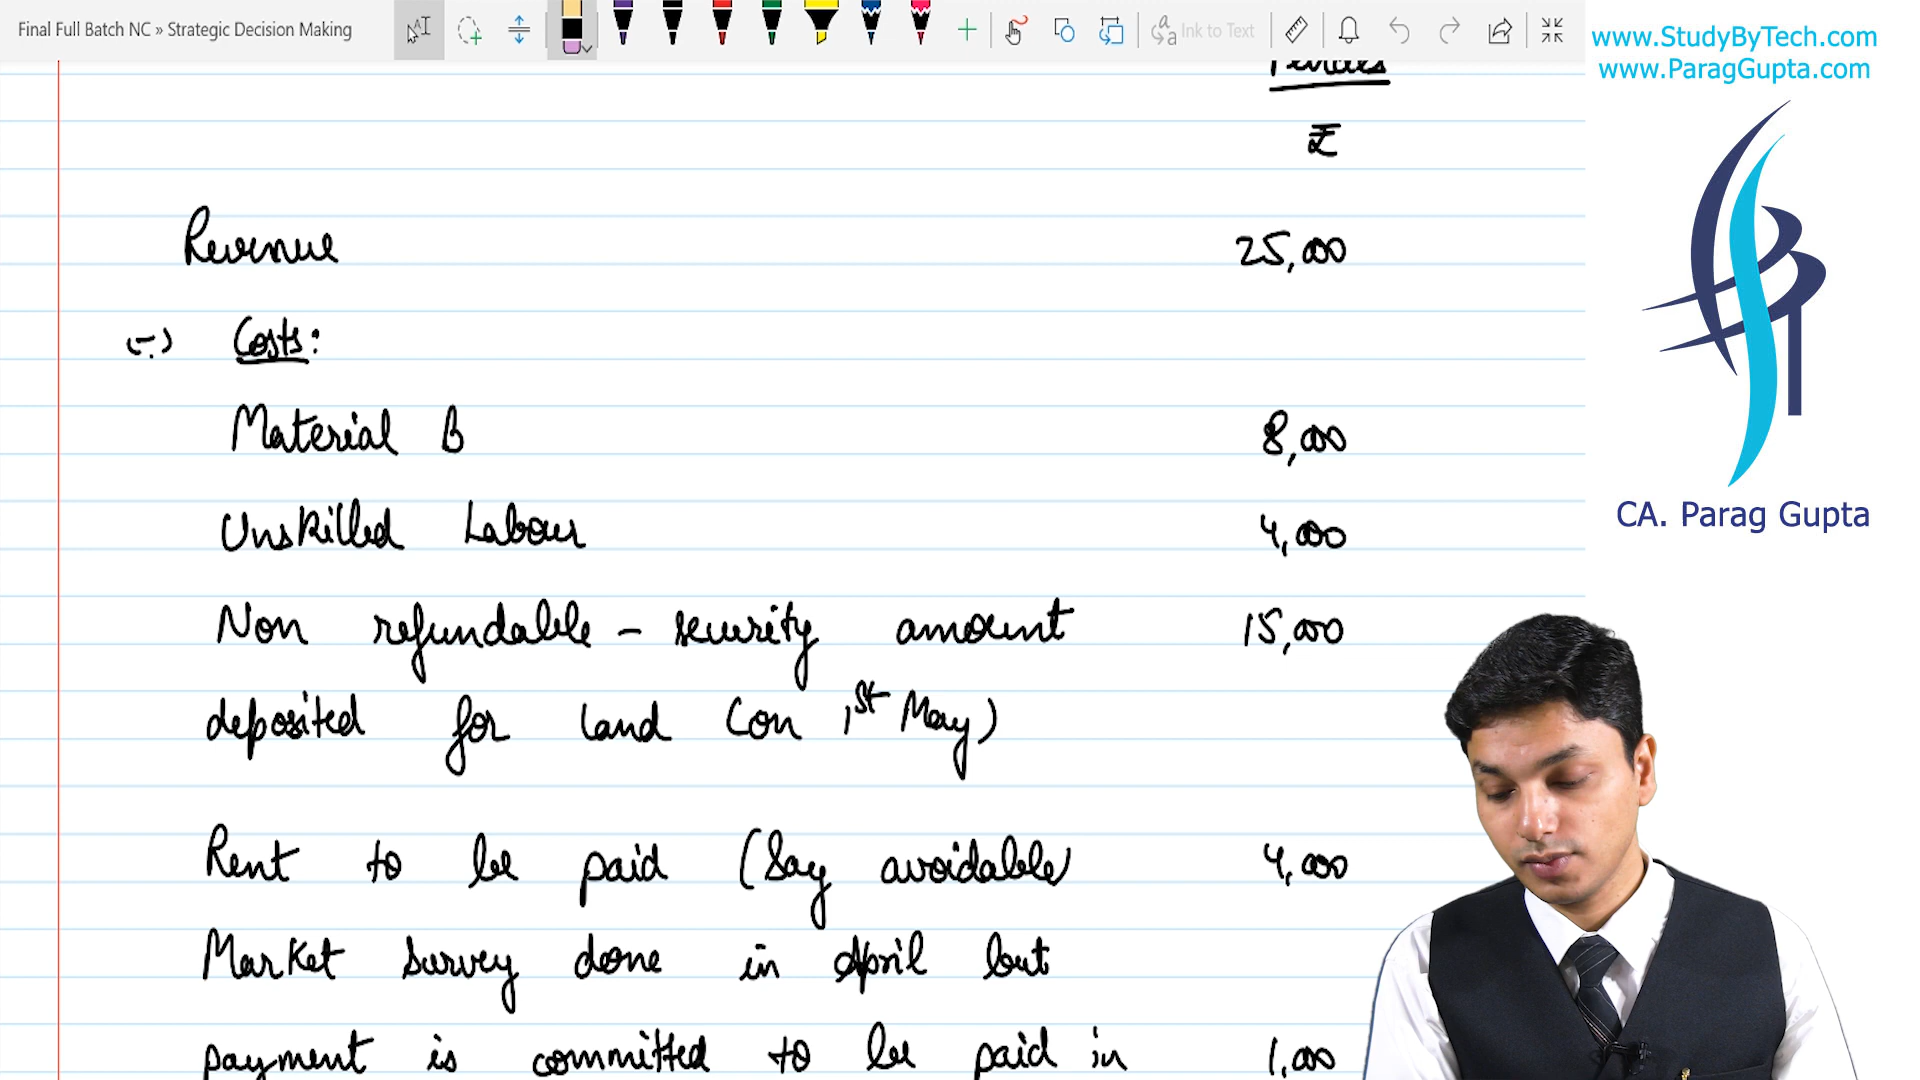 Final Full Batch NC » Strategic Decision Making
Ink to Text
www.StudyByTech.com
www.ParagGupta.com
₹
Revenue 25,000
(-) Costs:
Material B 8,000
Unskilled Labour 4,000
Non refundable - security amount 15,000
deposited for land (on 1st May)
Rent to be paid (Say avoidable) 4,000
Market Survey done in April but
payment is committed to be paid in 1,000
CA. Parag Gupta